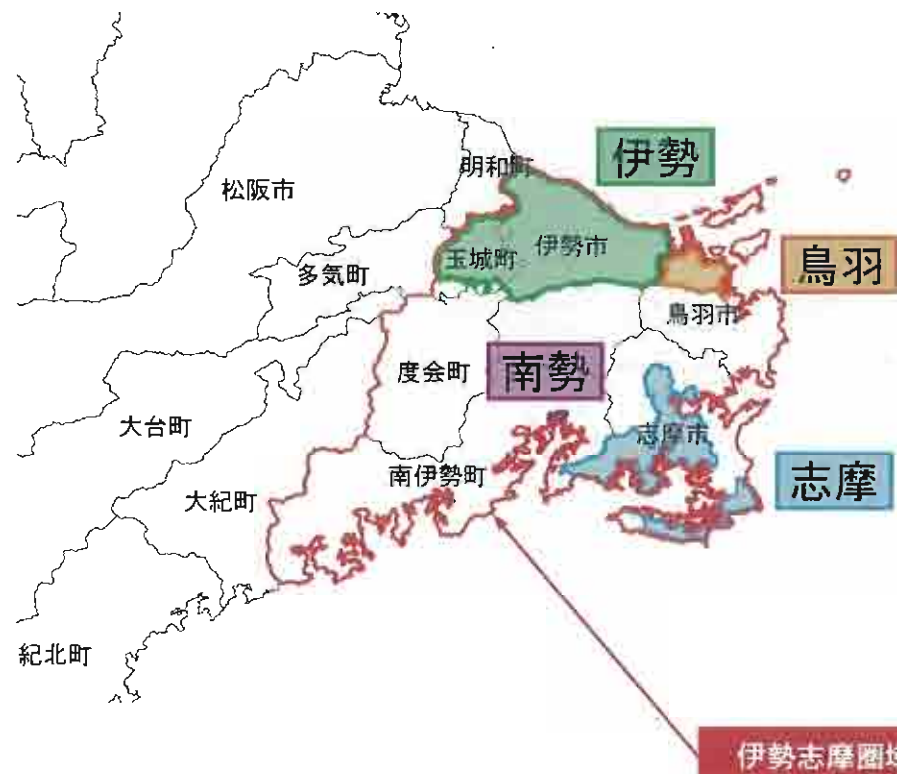 伊勢
明和町
松阪市
玉城町
伊勢市
多気町
鳥羽
鳥羽市
度会町
南勢
大台町
志摩市
南伊勢町
志摩
大紀町
紀北町
伊勢志摩圏域